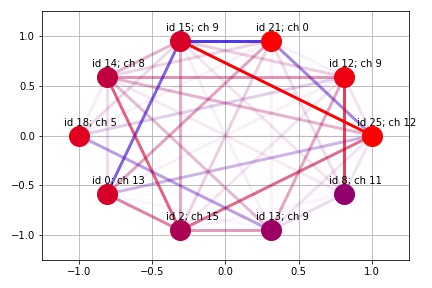 1.0
0.5
0.0
−0.5
−1.0
id 15; ch 9
id 21; ch 0
id 14; ch 8
id 12; ch 9
id 18; ch 5
id 25; ch 12
id 0; ch 13
id 8; ch 11
id 2; ch 15
id 13; ch 9
−1.0
−0.5
0.0
0.5
1.0